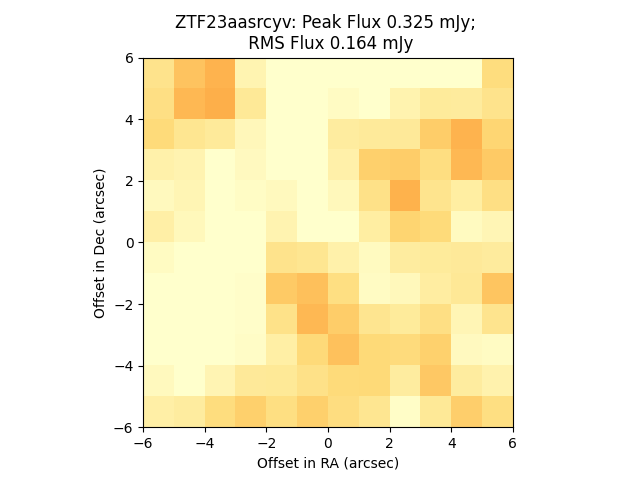 ZTF23aasrcyv: Peak Flux 0.325 mJy;
RMS Flux 0.164 mJy
6
4
2
0
−2
−4
−6
Offset in Dec (arcsec)
−6 −4 −2 0 2 4 6
Offset in RA (arcsec)